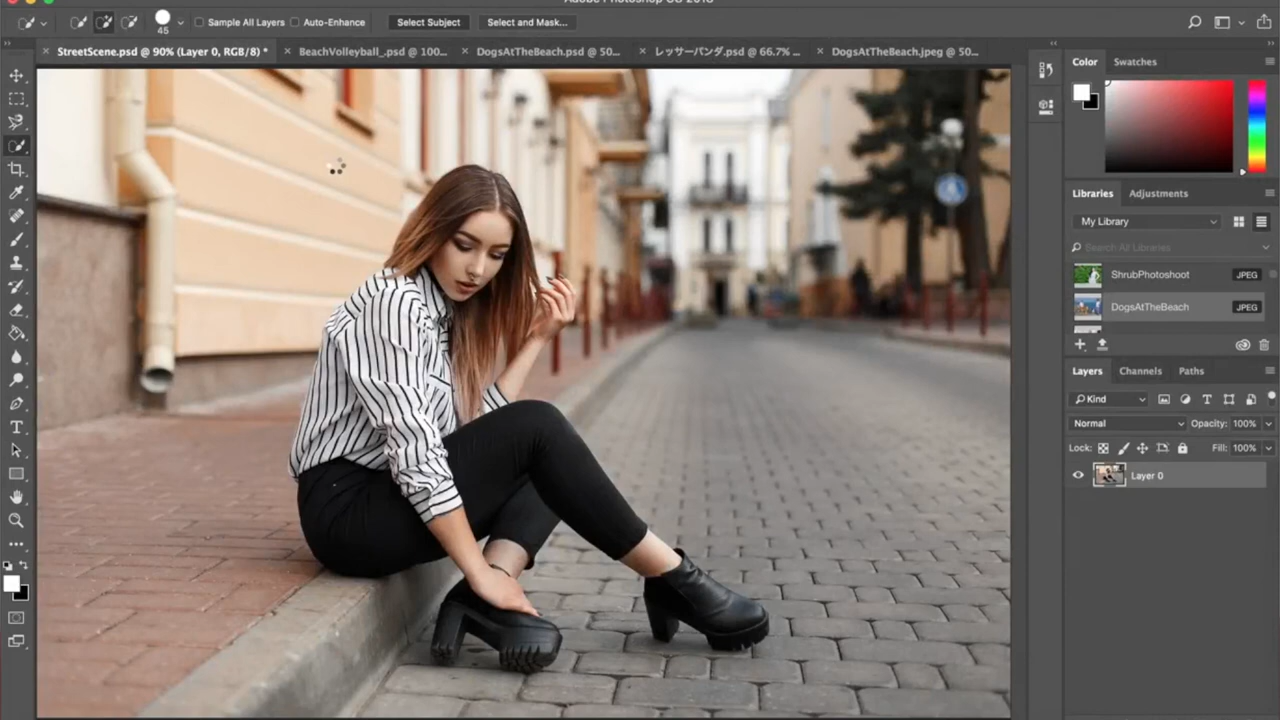 Adobe Photoshop CC 2018
45
Sample All Layers
Auto-Enhance
Select Subject
Select and Mask...
StreetScene.psd @ 90% (Layer 0, RGB/8) *
BeachVolleyball_.psd @ 100...
DogsAtTheBeach.psd @ 50...
レッサーパンダ.psd @ 66.7% ...
DogsAtTheBeach.jpeg @ 50...
Color
Swatches
Libraries
Adjustments
My Library
Search All Libraries
ShrubPhotoshoot JPEG
DogsAtTheBeach JPEG
Layers
Channels
Paths
Kind
Normal
Opacity: 100%
Lock:
Fill: 100%
Layer 0